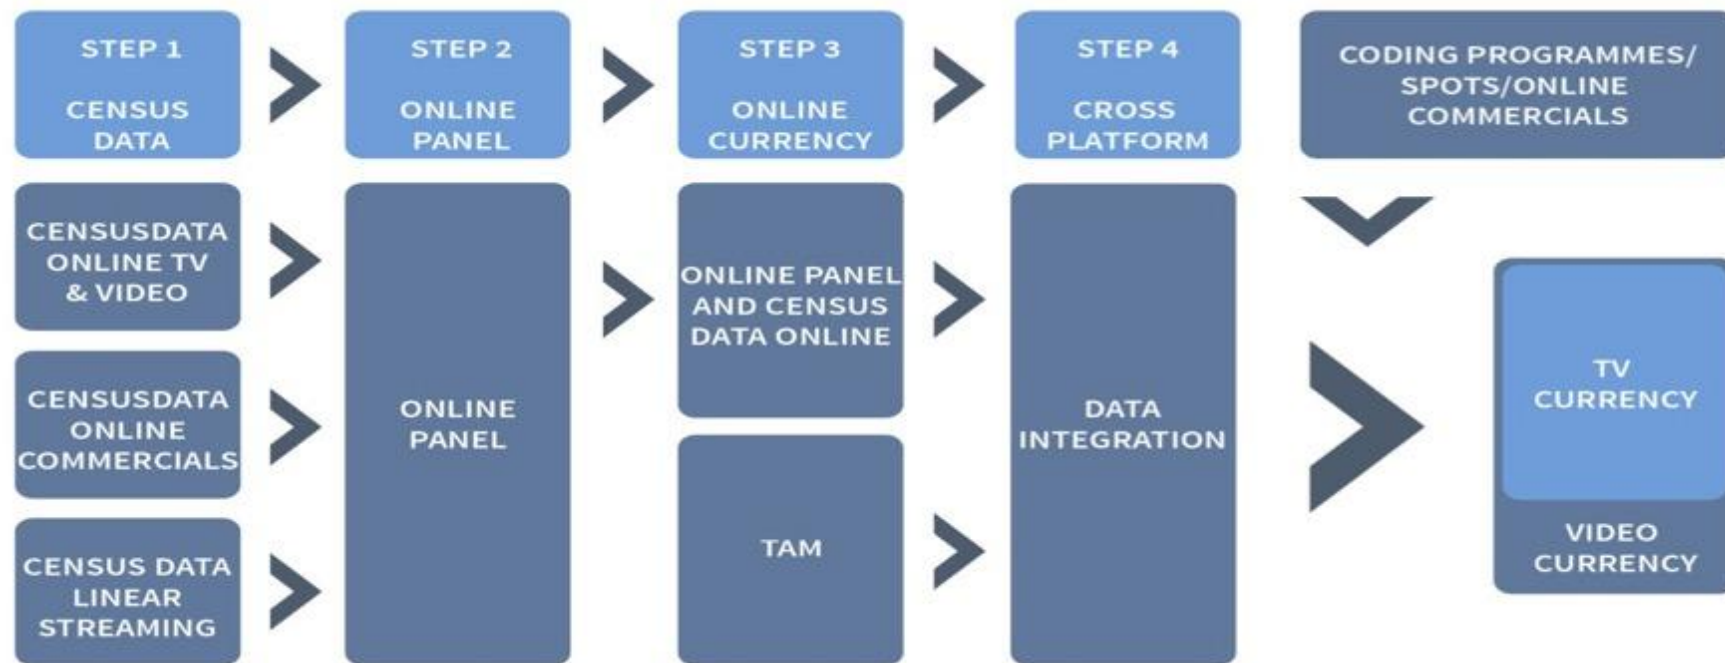 STEP 1
CENSUS
DATA
STEP 2
ONLINE
PANEL
STEP 3
ONLINE
CURRENCY
STEP 4
CROSS
PLATFORM
CODING PROGRAMMES/
SPOTS/ONLINE
COMMERCIALS
CENSUSDATA
ONLINE TV
& VIDEO
CENSUSDATA
ONLINE
COMMERCIALS
CENSUS DATA
LINEAR
STREAMING
ONLINE
PANEL
ONLINE PANEL
AND CENSUS
DATA ONLINE
TAM
DATA
INTEGRATION
TV
CURRENCY
VIDEO
CURRENCY